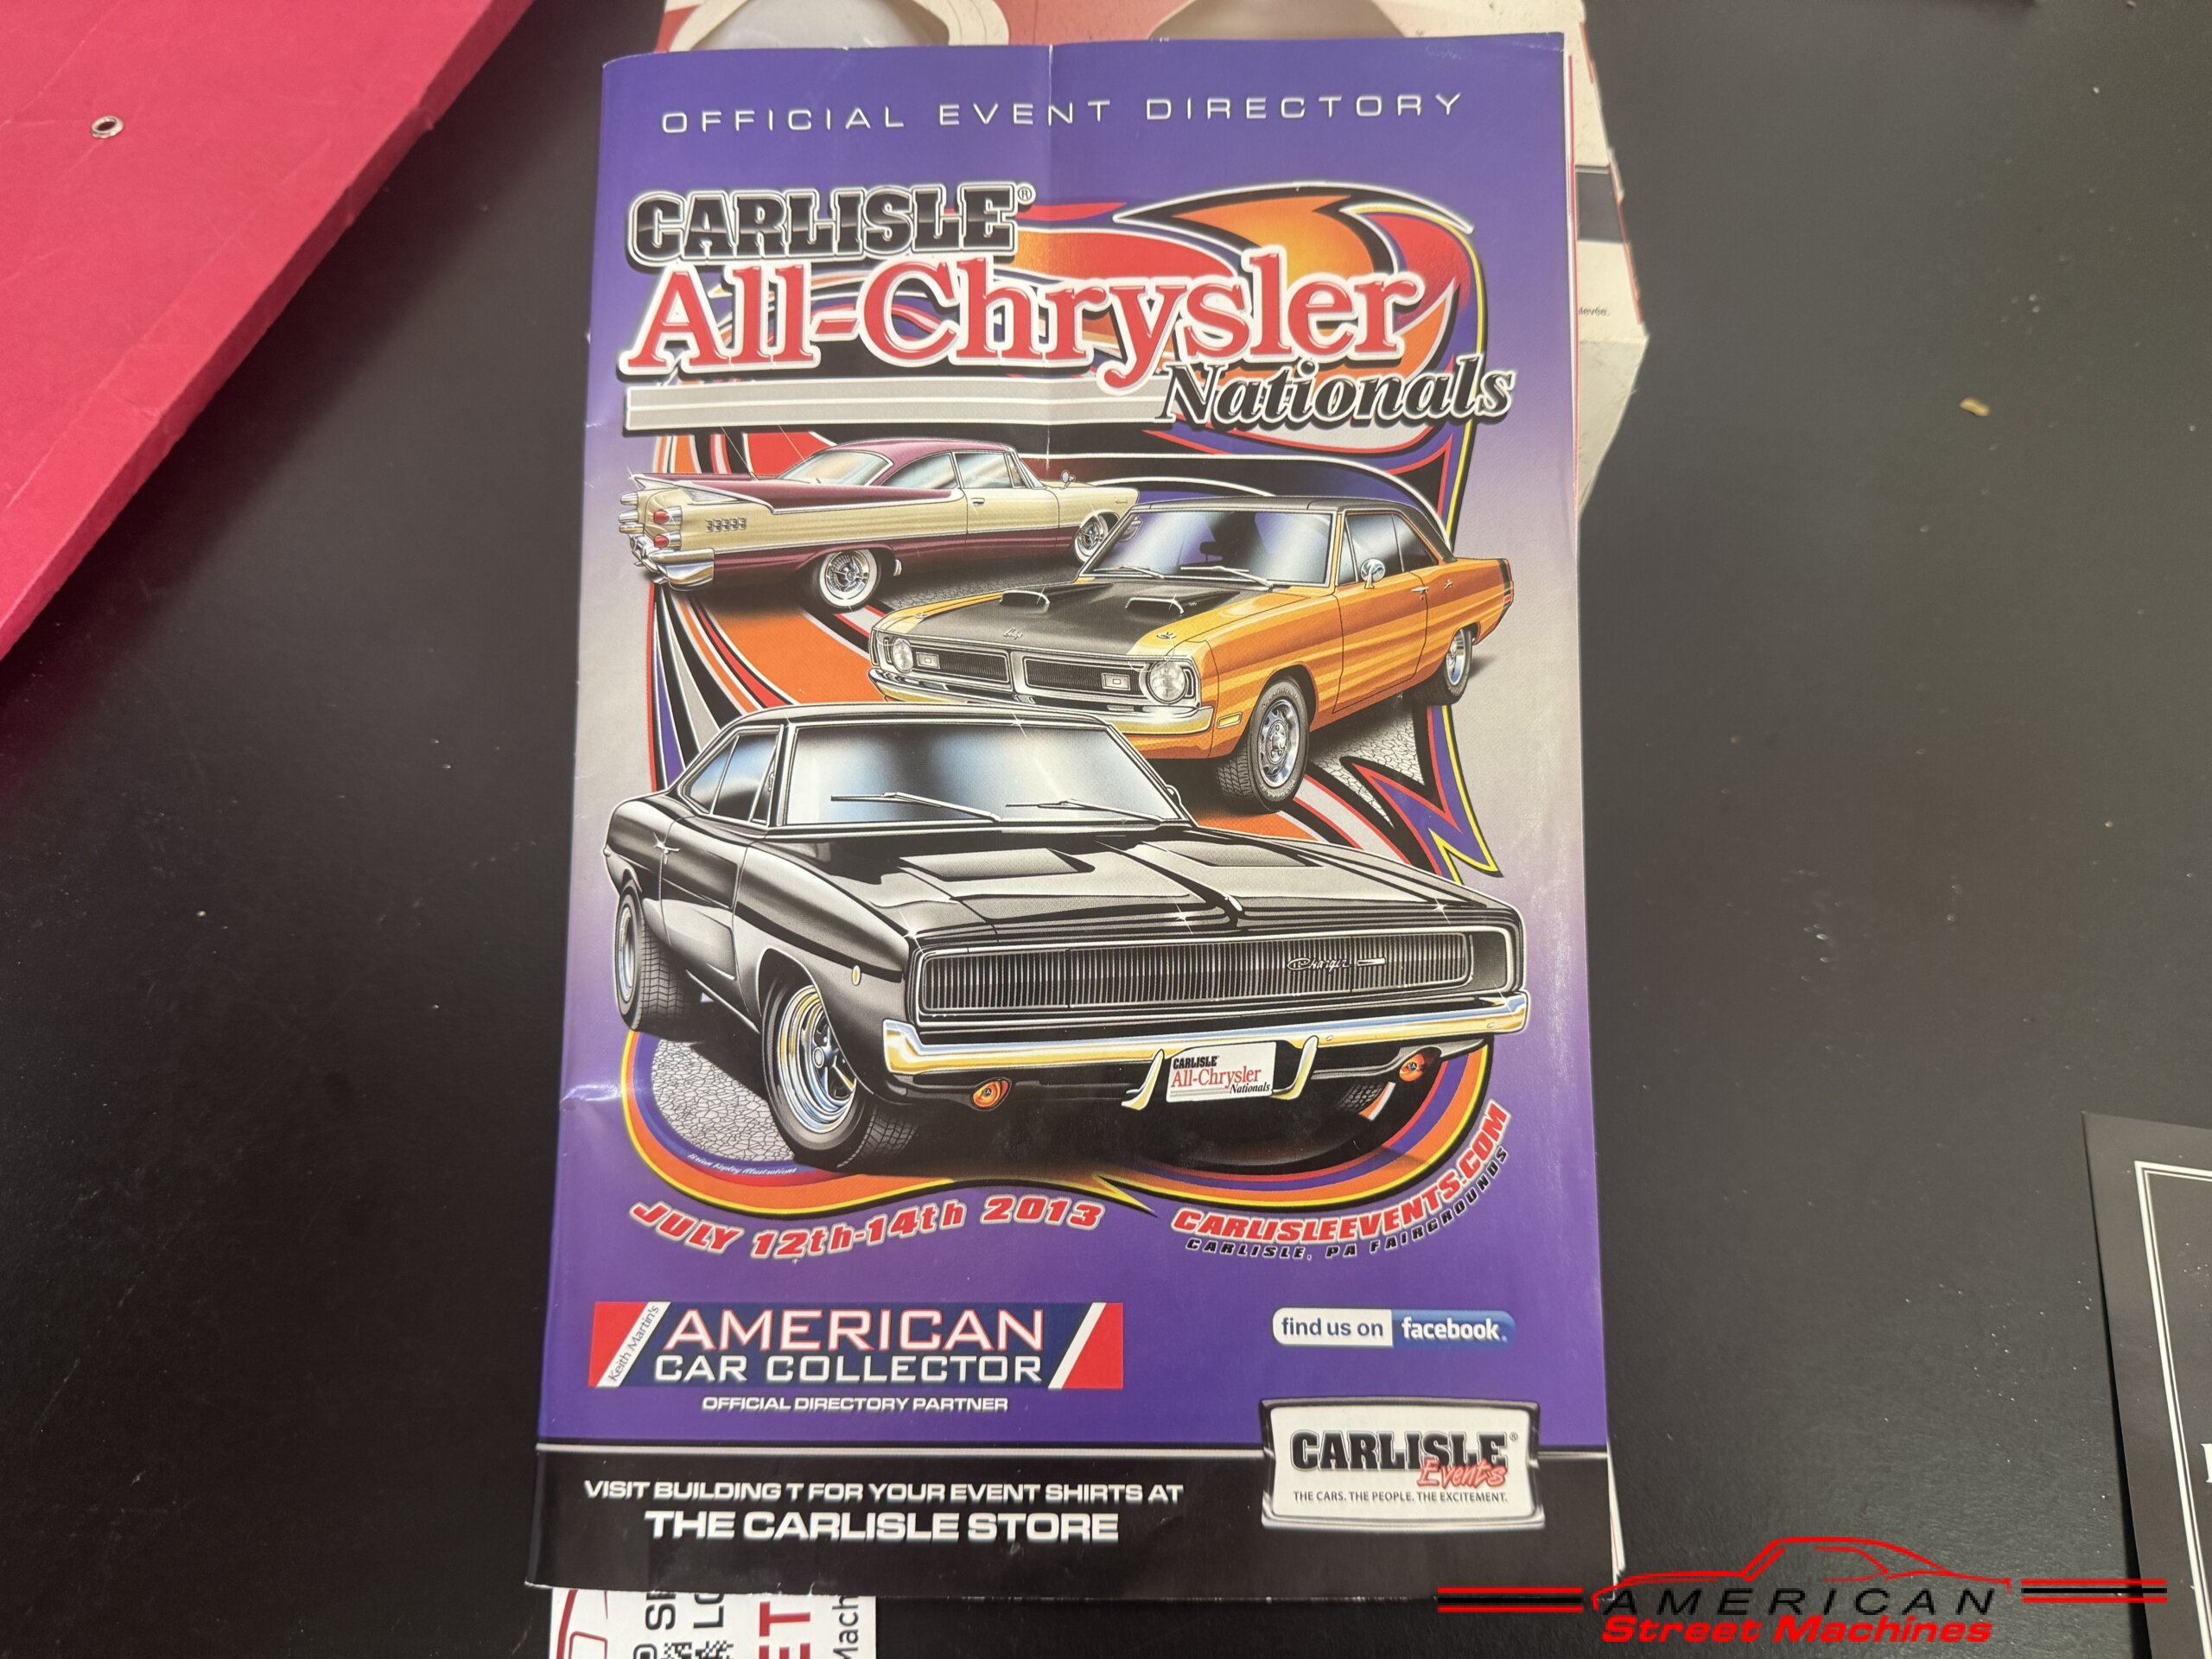 OFFICIAL EVENT DIRECTORY
CARLISLE®
All-Chrysler
Nationals
Charger
CARLISLE
All-Chrysler
Nationals
JULY 12th-14th 2013
CARLISLEEVENTS.COM
CARLISLE, PA FAIRGROUNDS
Keith Martin's
AMERICAN
CAR COLLECTOR
OFFICIAL DIRECTORY PARTNER
find us on facebook
CARLISLE®
Events
THE CARS. THE PEOPLE. THE EXCITEMENT.
VISIT BUILDING T FOR YOUR EVENT SHIRTS AT
THE CARLISLE STORE
AMERICAN
Street Machines